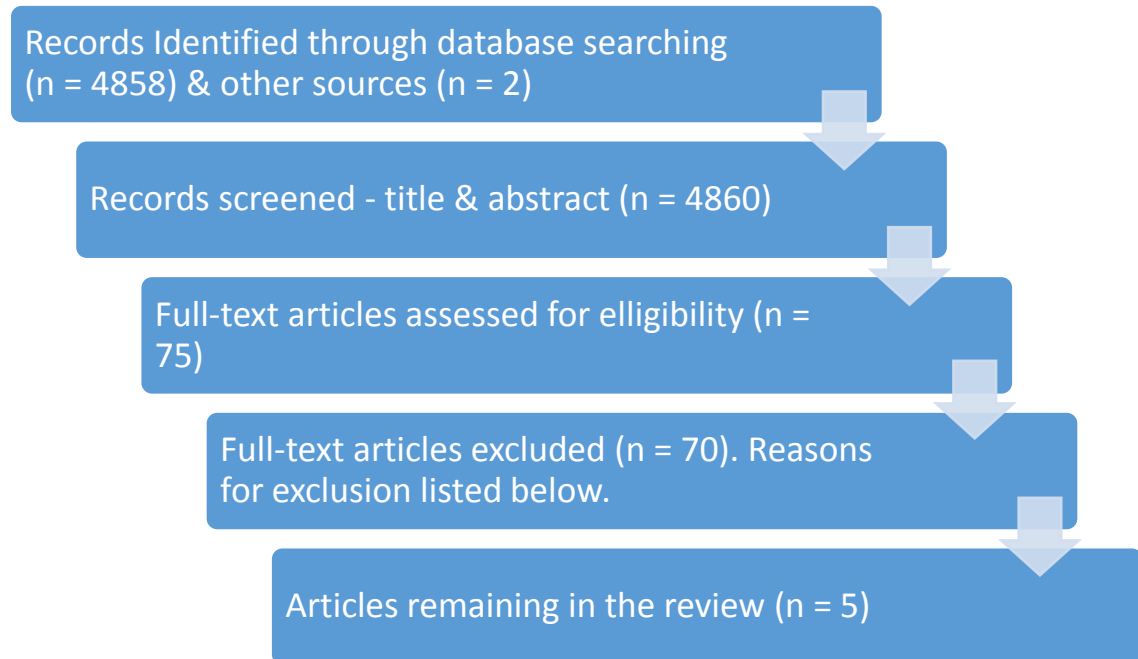 Records Identified through database searching
(n = 4858) & other sources (n = 2)
Records screened - title & abstract (n = 4860)
Full-text articles assessed for elligibility (n =
75)
Full-text articles excluded (n = 70). Reasons
for exclusion listed below.
Articles remaining in the review (n = 5)